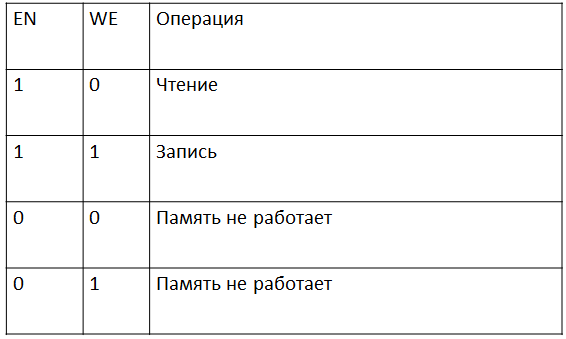 EN WE Операция
1 0 Чтение
1 1 Запись
0 0 Память не работает
0 1 Память не работает